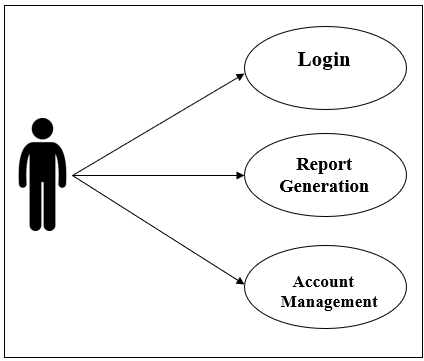 Login
Report
Generation
Account
Management